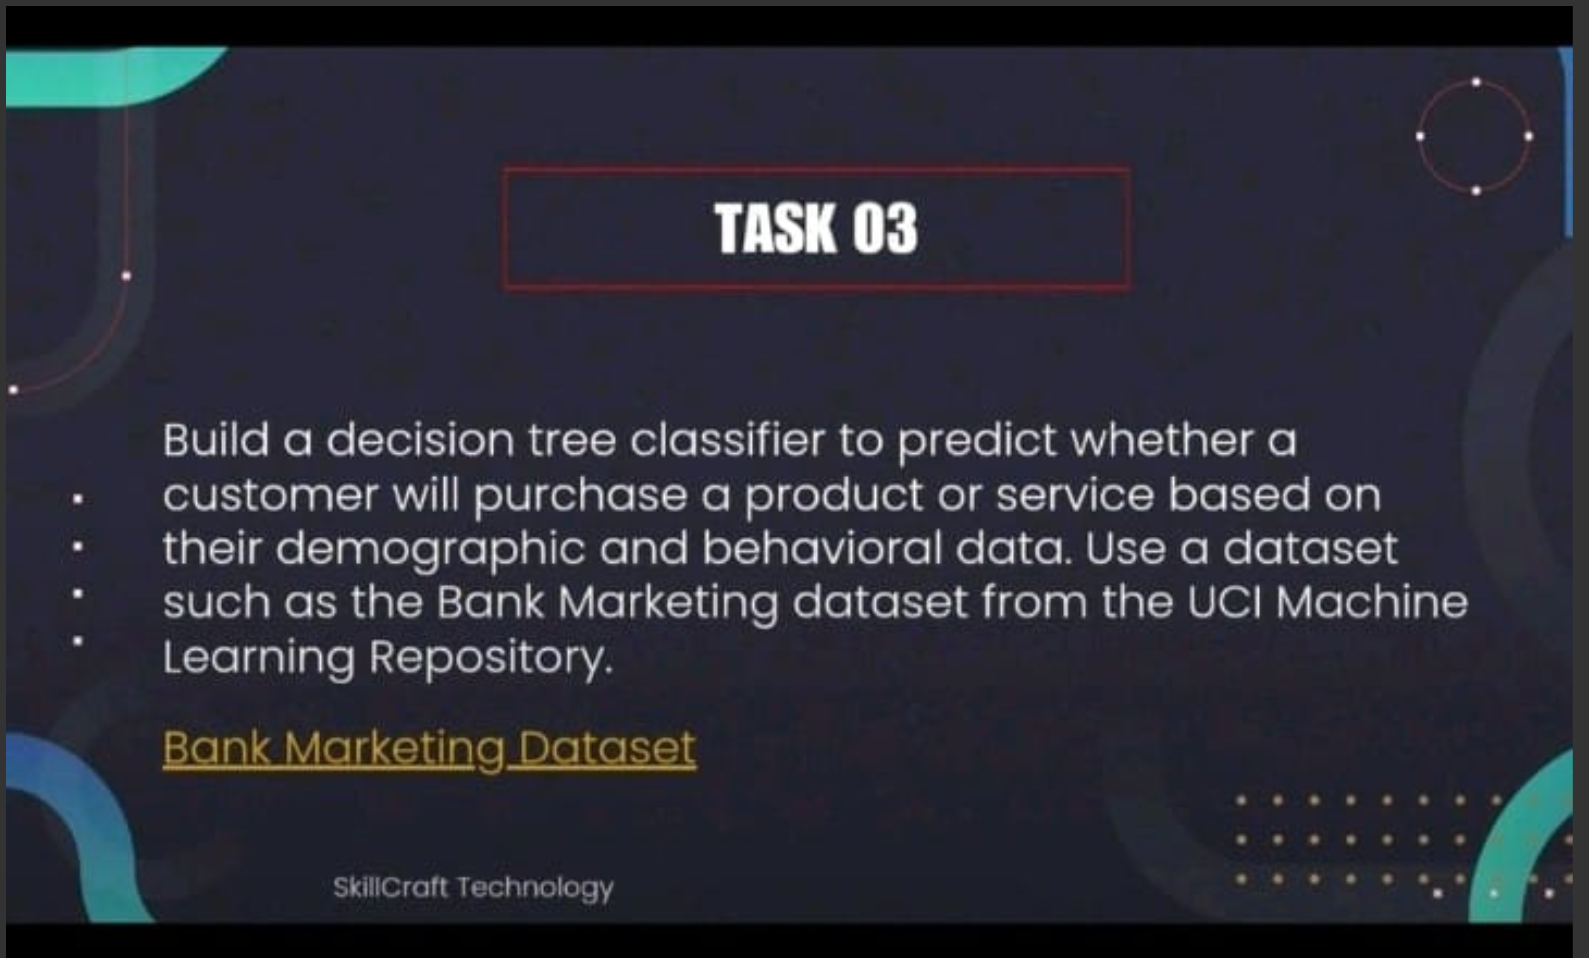 TASK 03
Build a decision tree classifier to predict whether a
customer will purchase a product or service based on
their demographic and behavioral data. Use a dataset
such as the Bank Marketing dataset from the UCI Machine
Learning Repository.
Bank Marketing Dataset
SkillCraft Technology